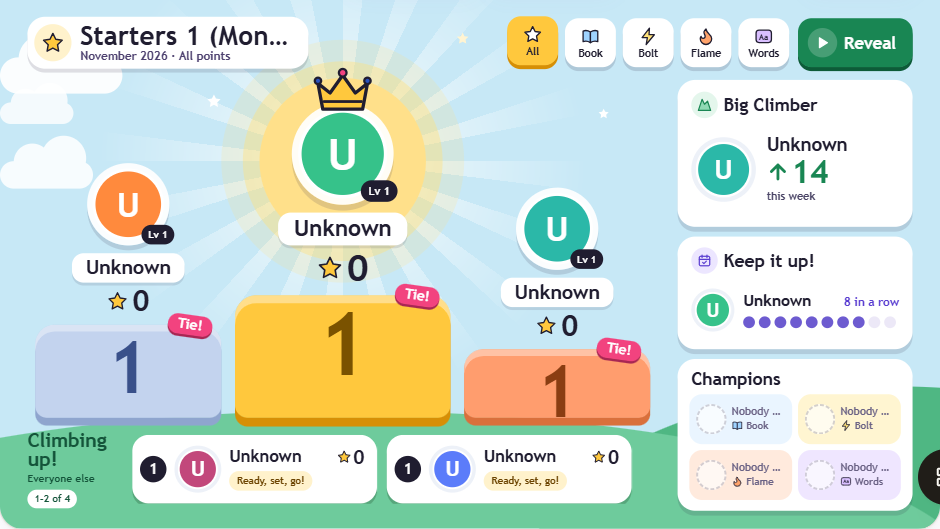 Starters 1 (Mon...
November 2026 · All points
All
Book
Bolt
Flame
Words
Aa
Reveal
U
Lv 1
Unknown
0
U
Lv 1
Unknown
0
U
Lv 1
Unknown
0
Tie!
1
Tie!
1
Tie!
1
Big Climber
U
Unknown
14
this week
Keep it up!
U
Unknown
8 in a row
Champions
Nobody ...
Book
Nobody ...
Bolt
Nobody ...
Flame
Nobody ...
Aa
Words
Climbing
up!
Everyone else
1-2 of 4
1
U
Unknown
0
Ready, set, go!
1
U
Unknown
0
Ready, set, go!